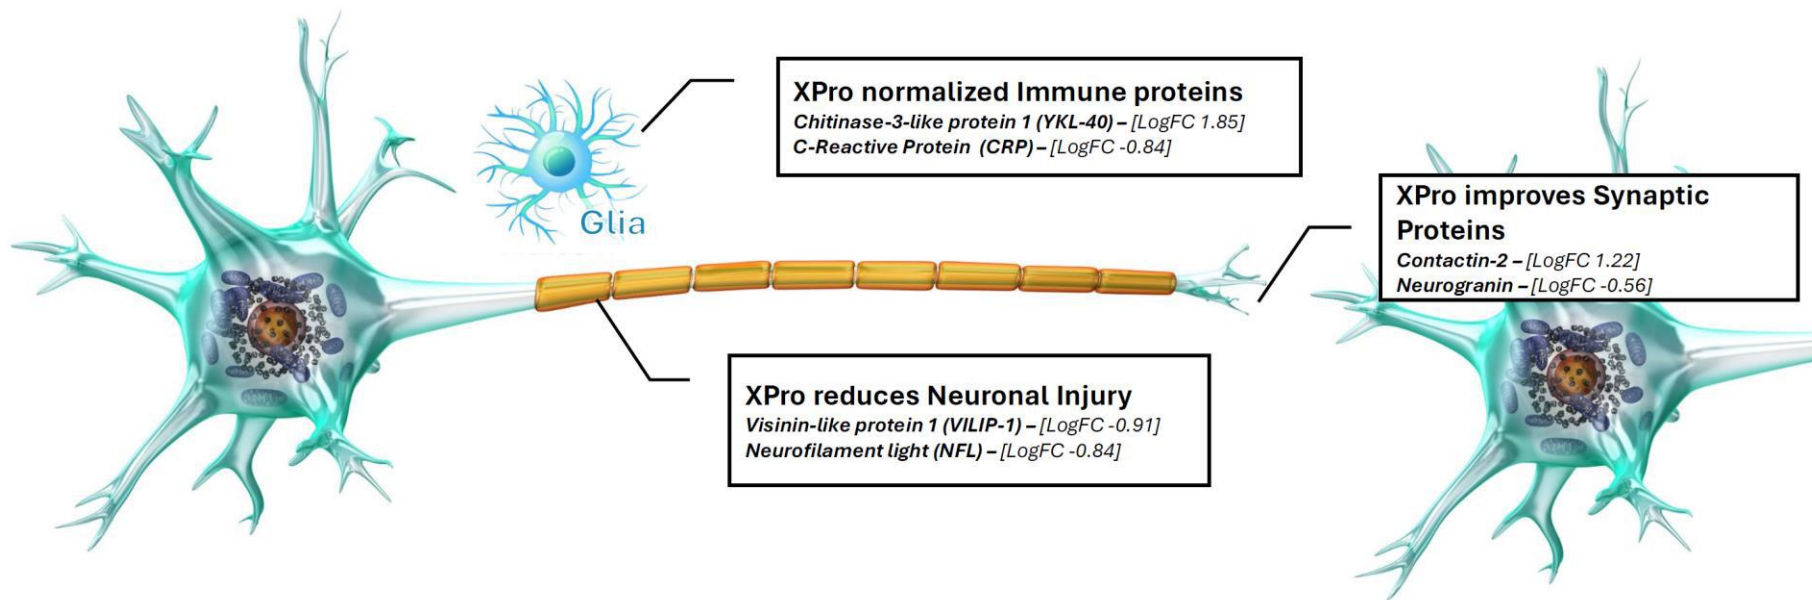 Glia
XPro normalized Immune proteins
Chitinase-3-like protein 1 (YKL-40) – [LogFC 1.85]
C-Reactive Protein (CRP) – [LogFC -0.84]
XPro improves Synaptic
Proteins
Contactin-2 – [LogFC 1.22]
Neurogranin – [LogFC -0.56]
XPro reduces Neuronal Injury
Visinin-like protein 1 (VILIP-1) – [LogFC -0.91]
Neurofilament light (NFL) – [LogFC -0.84]